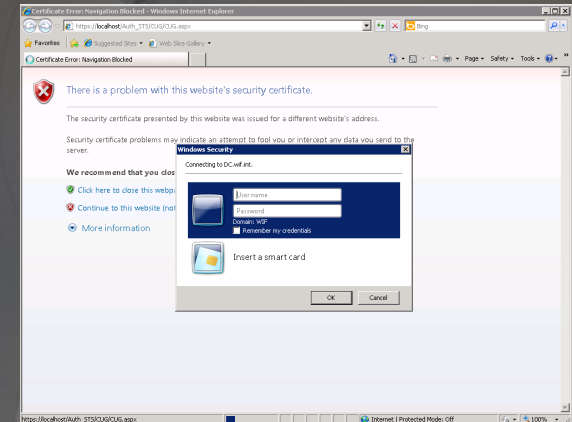 Certificate Error: Navigation Blocked - Windows Internet Explorer
https://localhost/Auth_STS/CUG/CUG.aspx
Bing
Favorites
Suggested Sites
Web Slice Gallery
Certificate Error: Navigation Blocked
Page
Safety
Tools
There is a problem with this website's security certificate.
The security certificate presented by this website was issued for a different website's address.
Security certificate problems may indicate an attempt to fool you or intercept any data you send to the
server.
We recommend that you clos
Click here to close this webp
Continue to this website (not
More information
Windows Security
Connecting to DC.wif.int.
User name
Password
Domain: WIF
Remember my credentials
Insert a smart card
OK
Cancel
https://localhost/Auth_STS/CUG/CUG.aspx
Internet | Protected Mode: Off
100%